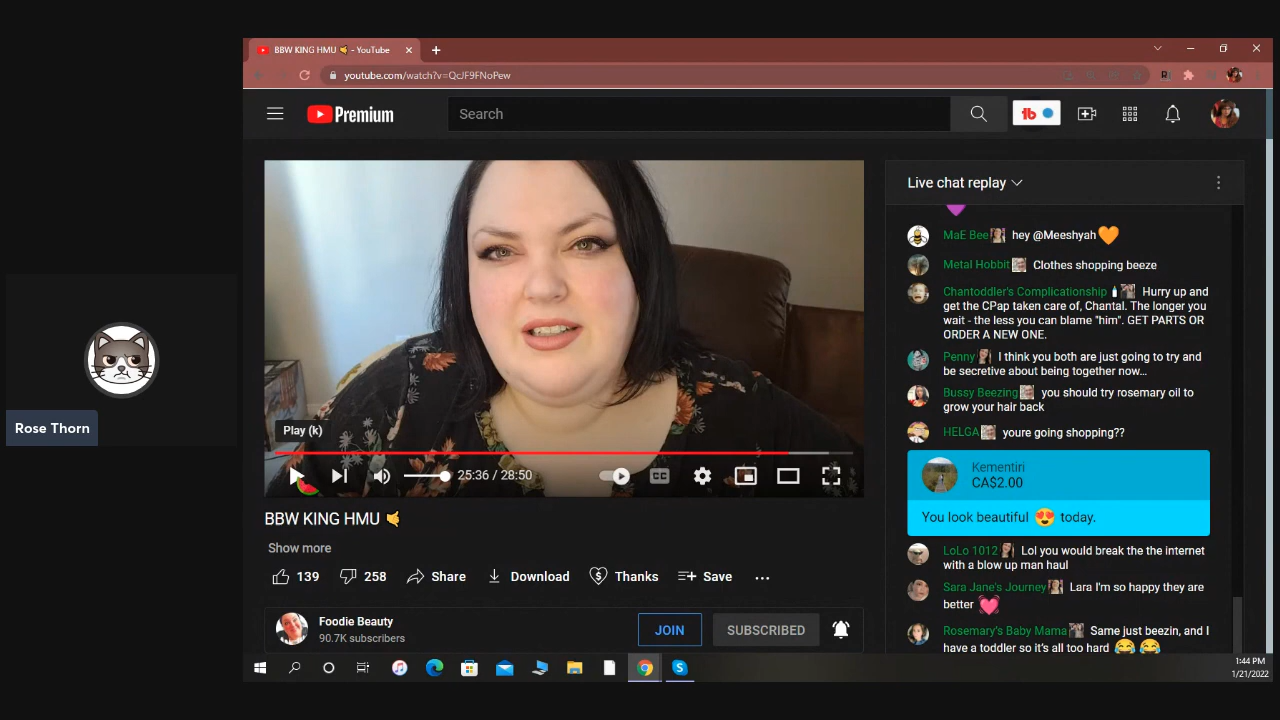 BBW KING HMU 🤙 - YouTube
youtube.com/watch?v=QcJF9FNoPew
Premium
Search
Live chat replay
MaE Bee hey @Meeshyah🧡
Metal Hobbit Clothes shopping beeze
Chantoddler's Complicationship Hurry up and
get the CPap taken care of, Chantal. The longer you
wait - the less you can blame "him". GET PARTS OR
ORDER A NEW ONE.
Penny I think you both are just going to try and
be secretive about being together now...
Bussy Beezing you should try rosemary oil to
grow your hair back
HELGA youre going shopping??
Kementiri
CA$2.00
You look beautiful 😍 today.
LoLo 1012 Lol you would break the the internet
with a blow up man haul
Sara Jane's Journey Lara I'm so happy they are
better 💓
Rosemary's Baby Mama Same just beezin, and I
have a toddler so it's all too hard 😂 😂
Play (k)
25:36 / 28:50
CC
BBW KING HMU 🤙
Show more
139
258
Share
Download
Thanks
Save
Foodie Beauty
90.7K subscribers
JOIN
SUBSCRIBED
Rose Thorn
1:44 PM
1/21/2022